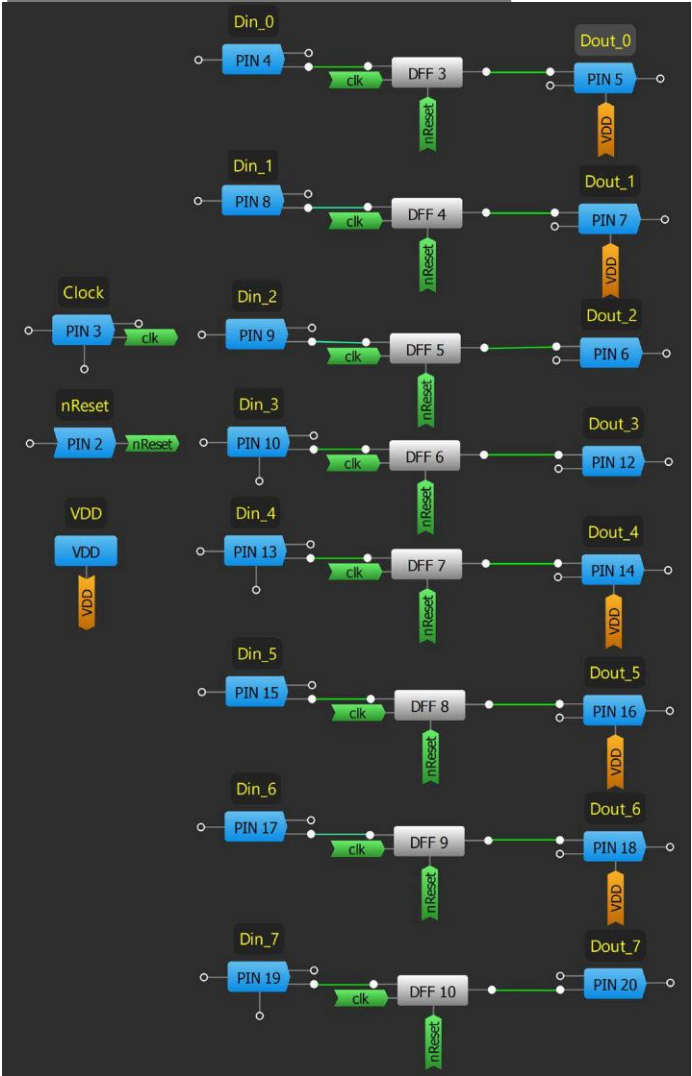 Din_0
Dout_0
PIN 4
clk
DFF 3
PIN 5
nReset
VDD
Din_1
Dout_1
PIN 8
clk
DFF 4
PIN 7
nReset
VDD
Clock
PIN 3
clk
Din_2
Dout_2
PIN 9
clk
DFF 5
PIN 6
nReset
nReset
PIN 2
nReset
Din_3
Dout_3
PIN 10
clk
DFF 6
PIN 12
nReset
VDD
VDD
VDD
Din_4
Dout_4
PIN 13
clk
DFF 7
PIN 14
nReset
VDD
Din_5
Dout_5
PIN 15
clk
DFF 8
PIN 16
nReset
VDD
Din_6
Dout_6
PIN 17
clk
DFF 9
PIN 18
nReset
VDD
Din_7
Dout_7
PIN 19
clk
DFF 10
PIN 20
nReset